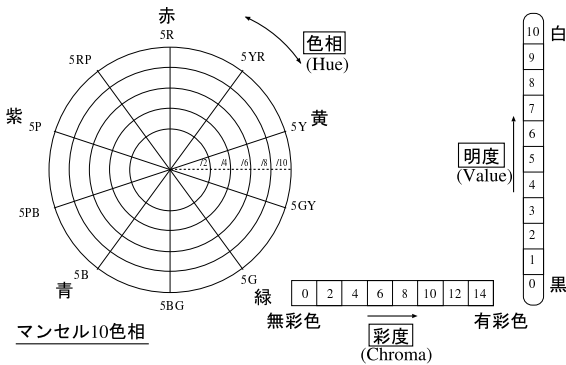 赤
5R
5RP
5YR
色相
(Hue)
紫
5P
5Y
黄
/2 /4 /6 /8 /10
5PB
5GY
青
5B
5G
緑
5BG
マンセル10色相
0 2 4 6 8 10 12 14
無彩色
有彩色
彩度
(Chroma)
明度
(Value)
10 白
9
8
7
6
5
4
3
2
1
0 黒